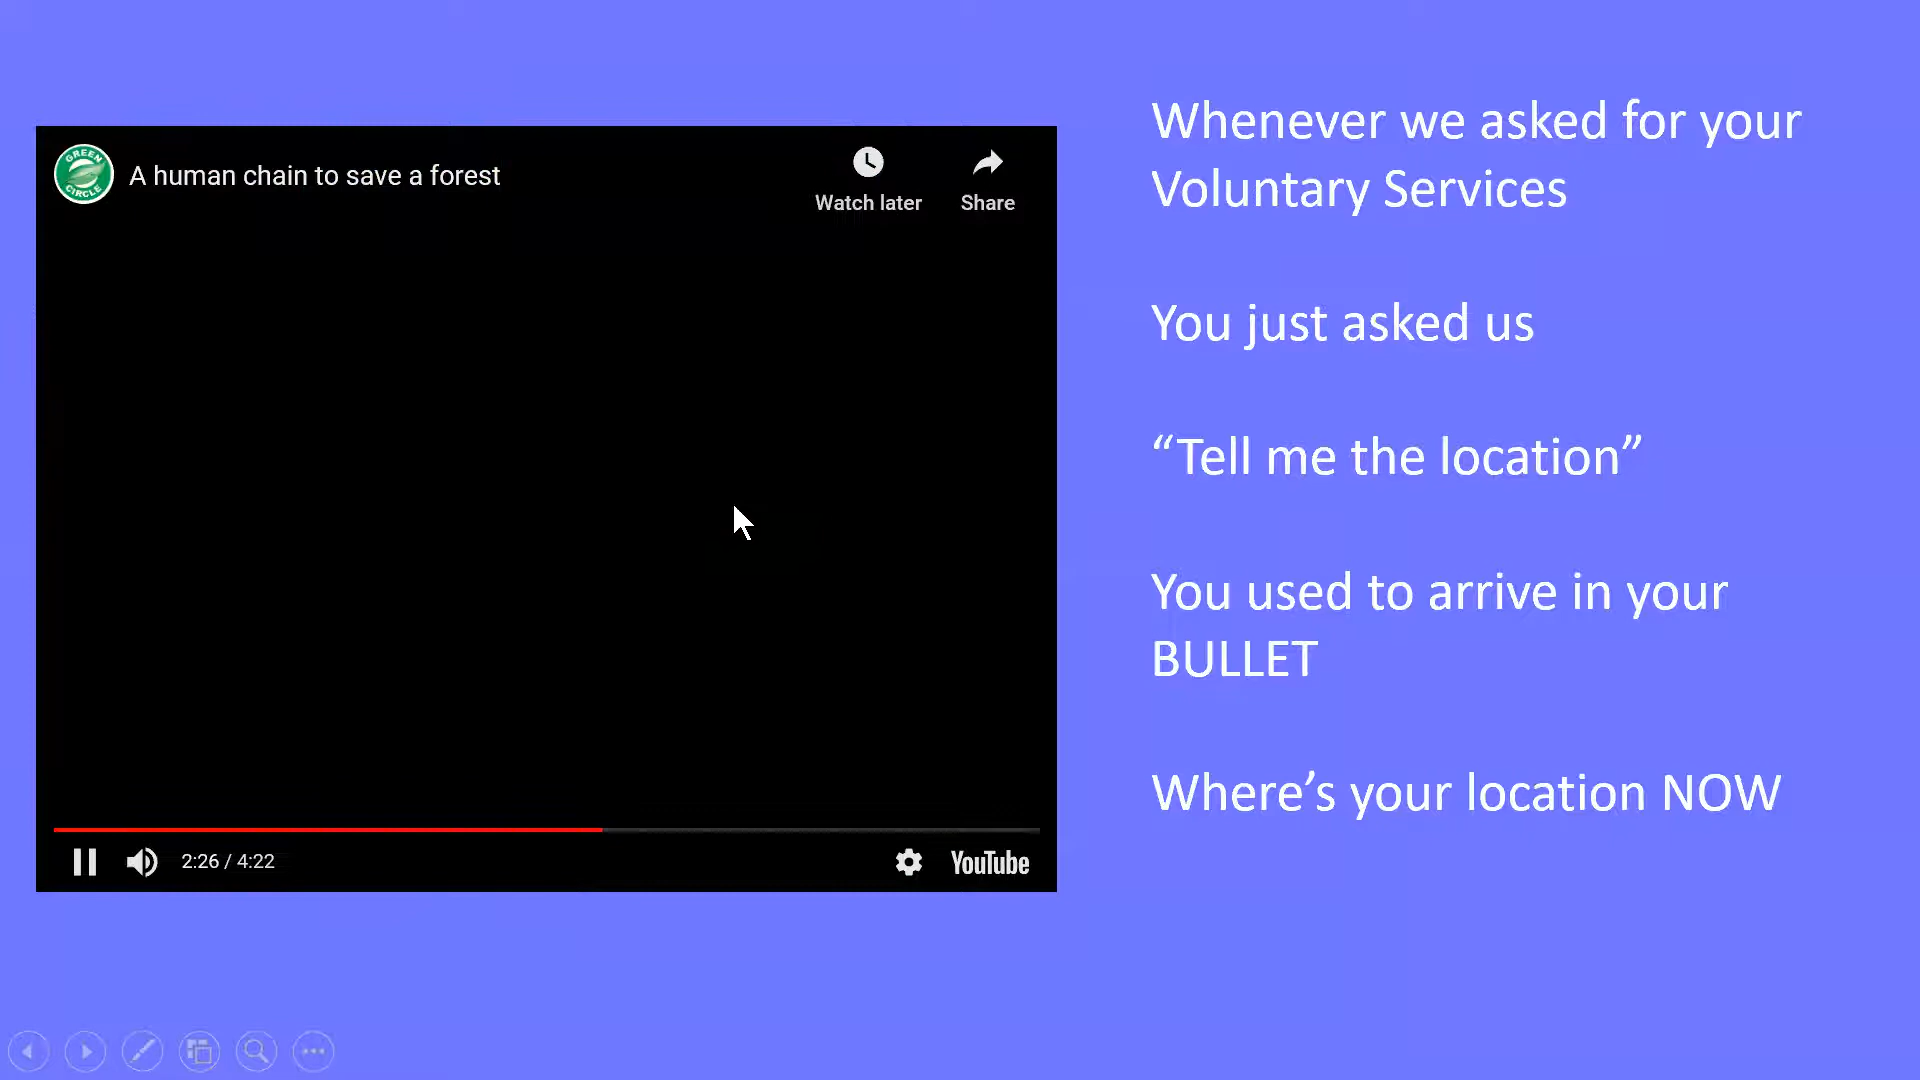 GREEN
CIRCLE
A human chain to save a forest
Watch later
Share
2:26 / 4:22
YouTube
Whenever we asked for your
Voluntary Services
You just asked us
“Tell me the location”
You used to arrive in your
BULLET
Where’s your location NOW